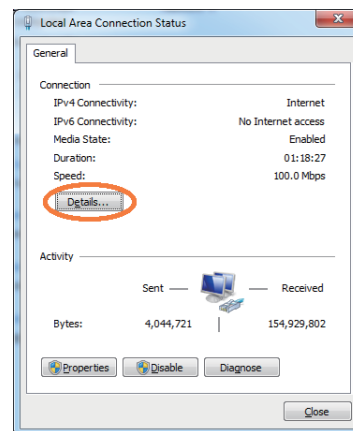 Local Area Connection Status
General
Connection
IPv4 Connectivity: Internet
IPv6 Connectivity: No Internet access
Media State: Enabled
Duration: 01:18:27
Speed: 100.0 Mbps
Details...
Activity
Sent Received
Bytes: 4,044,721 154,929,802
Properties Disable Diagnose
Close